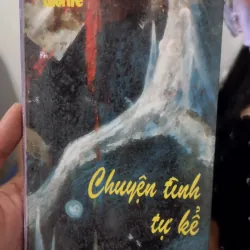 Chuyện tình
tự kể